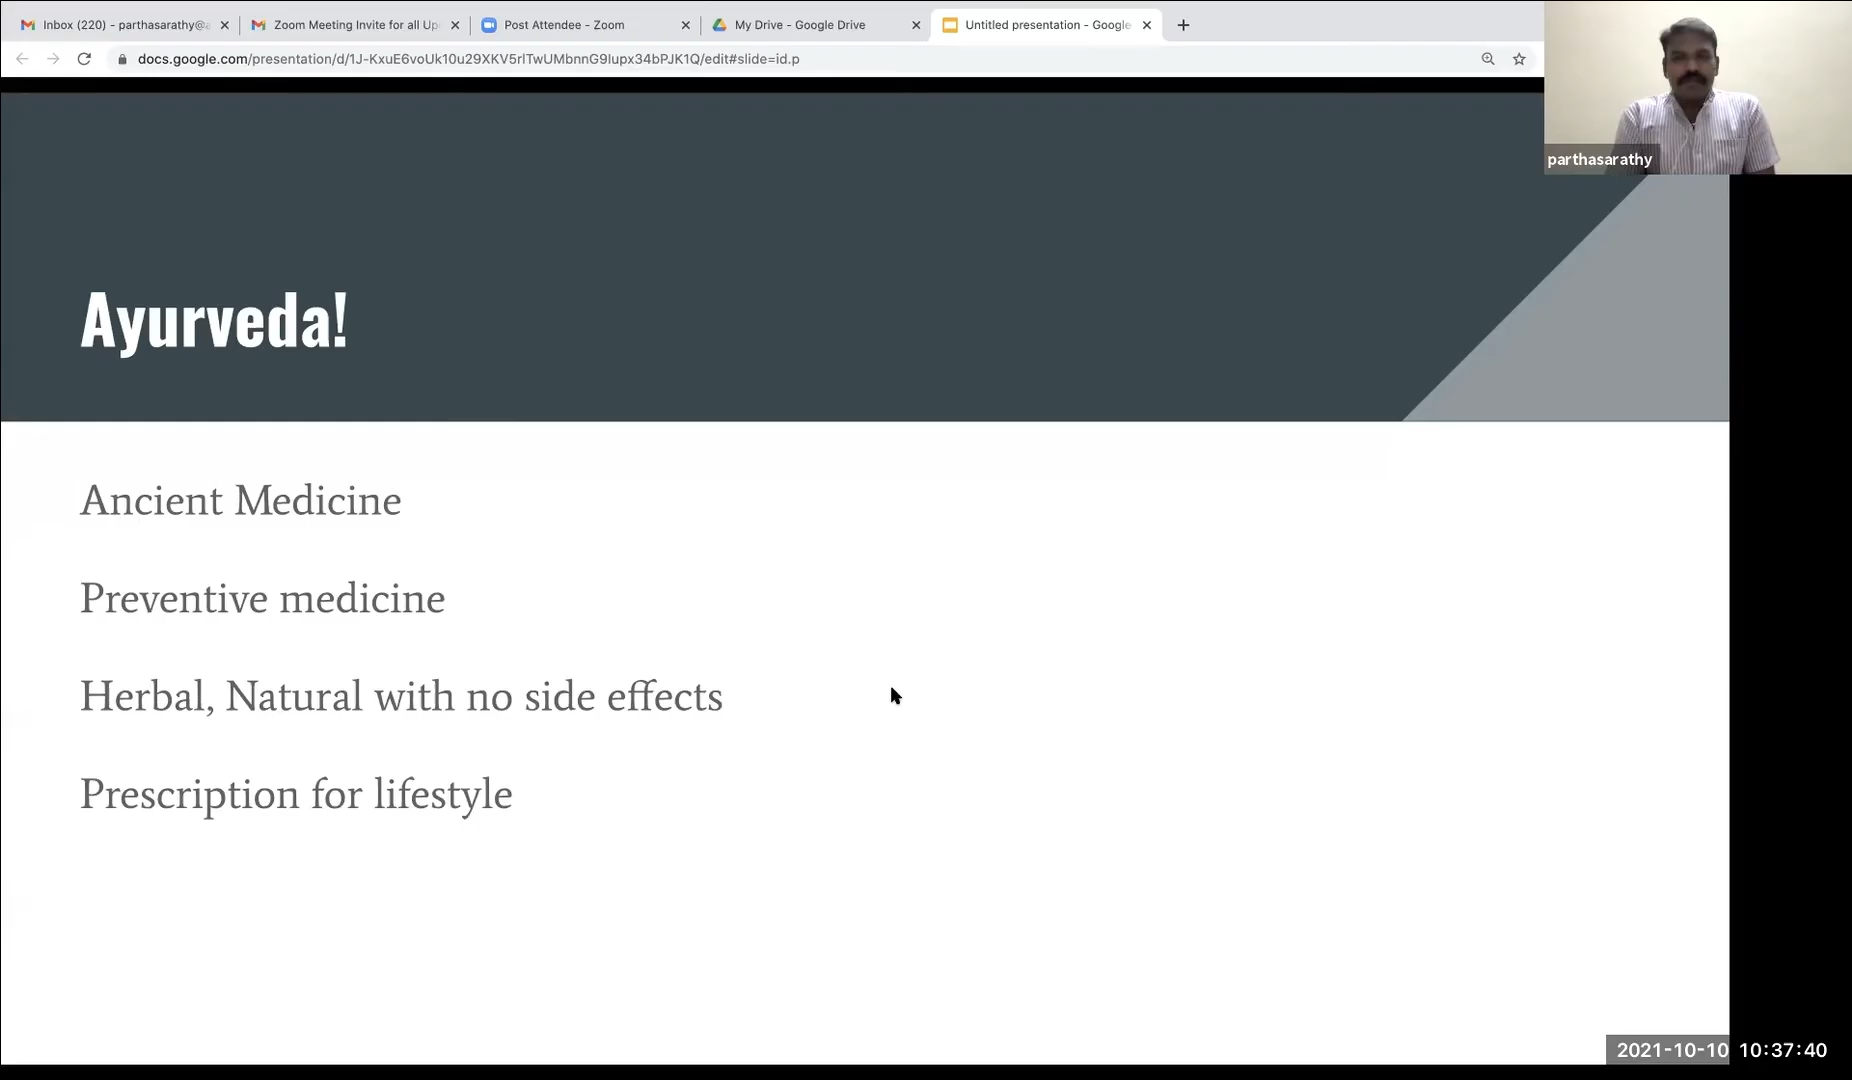 Inbox (220) - parthasarathy@a
Zoom Meeting Invite for all Up
Post Attendee - Zoom
My Drive - Google Drive
Untitled presentation - Google
docs.google.com/presentation/d/1J-KxuE6voUk10u29XKV5rlTwUMbnnG9lupx34bPJK1Q/edit#slide=id.p
parthasarathy
Ayurveda!
Ancient Medicine
Preventive medicine
Herbal, Natural with no side effects
Prescription for lifestyle
2021-10-10 10:37:40